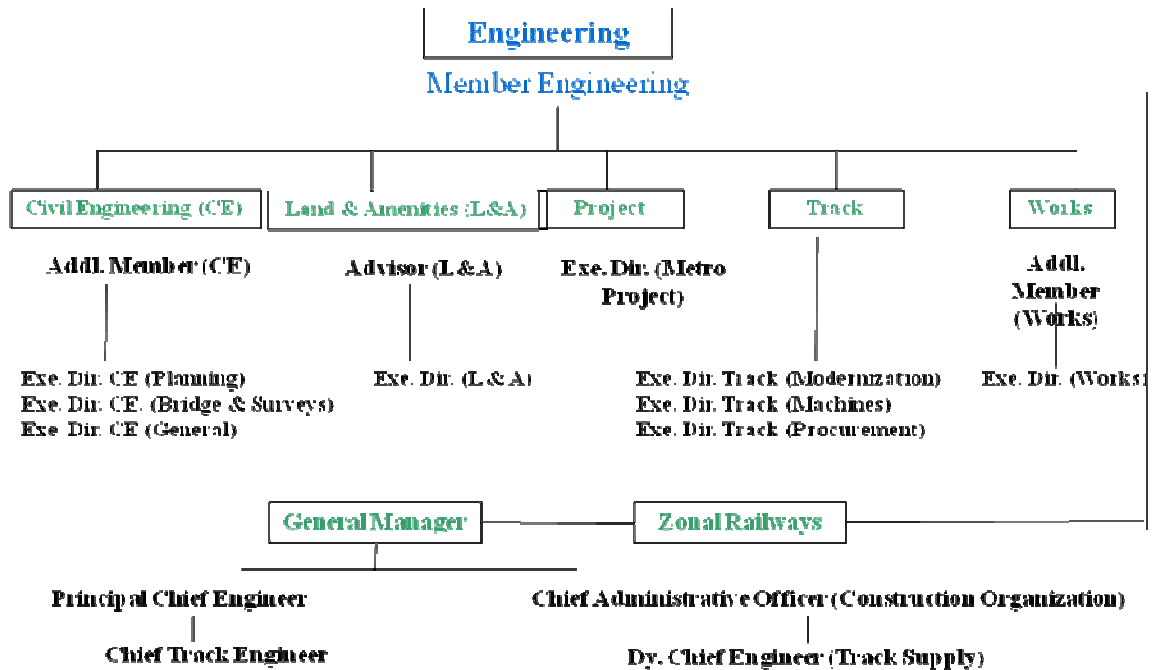 Engineering
Member Engineering
Civil Engineering (CE)
Land & Amenities (L&A)
Project
Track
Works
Addl. Member (CE)
Advisor (L&A)
Exe. Dir. (Metro
Project)
Addl.
Member
(Works)
Exe. Dir. CE (Planning)
Exe. Dir. CE. (Bridge & Surveys)
Exe. Dir. CE (General)
Exe. Dir. (L & A)
Exe. Dir. Track (Modernization)
Exe. Dir. Track (Machines)
Exe. Dir. Track (Procurement)
Exe. Dir. (Works)
General Manager
Zonal Railways
Principal Chief Engineer
Chief Administrative Officer (Construction Organization)
Chief Track Engineer
Dy. Chief Engineer (Track Supply)